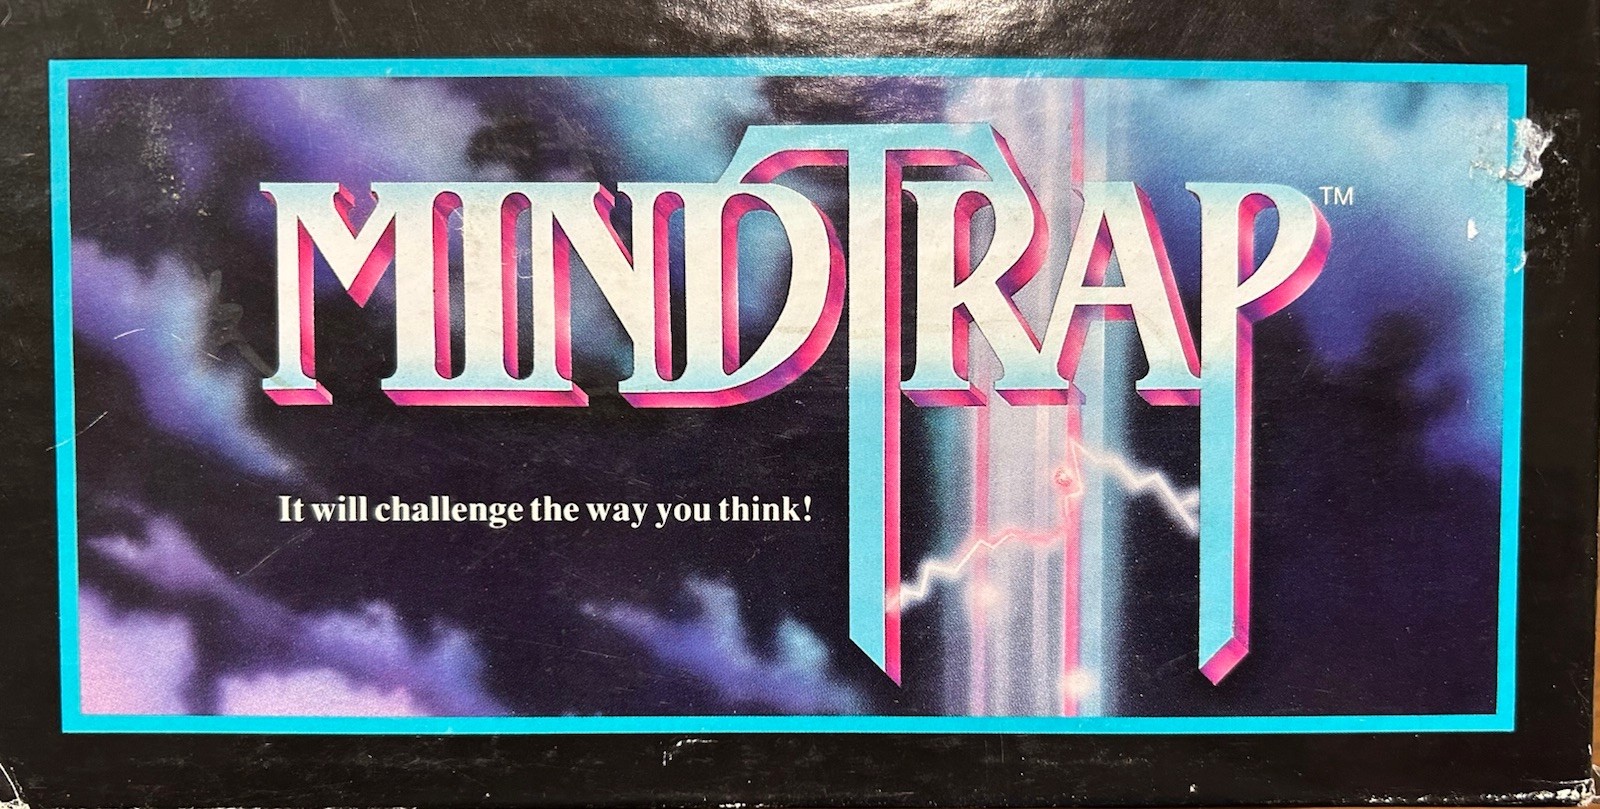 MINDTRAP™
It will challenge the way you think!